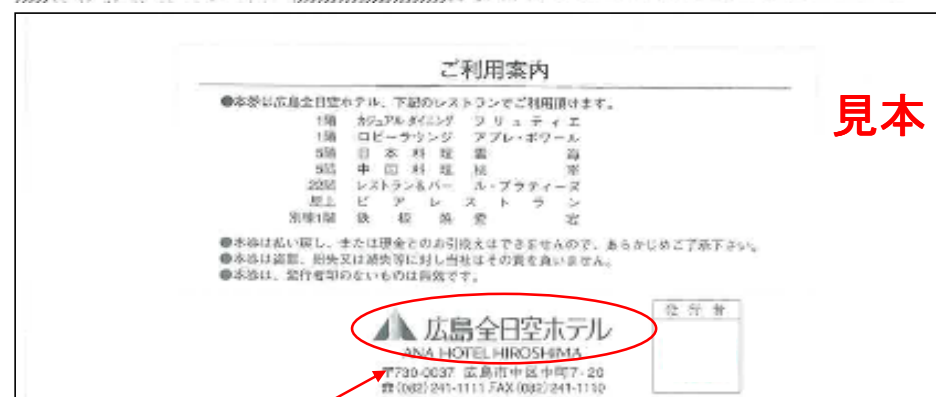 ご利用案内
見本
●本券は広島全日空ホテル、下記のレストランでご利用頂けます。
1階 カジュアルダイニング フリュティエ
1階 ロビーラウンジ アプレ・ボワール
5階 日本料理 雲海
5階 中国料理 桃
22階 レストラン&バー ル・プラティーヌ
屋上 ビアレストラン
別棟1階 鉄板焼 愛宕
●本券は払い戻し、または現金とのお引換えはできませんので、あらかじめご了承下さい。
●本券は盗難、紛失又は滅失等に対し当社はその責を負いません。
●本券は、発行者印のないものは無効です。
発行者
広島全日空ホテル
ANA HOTEL HIROSHIMA
〒730-0037 広島市中区中町7-20
☎(082)241-1111 FAX(082)241-1110